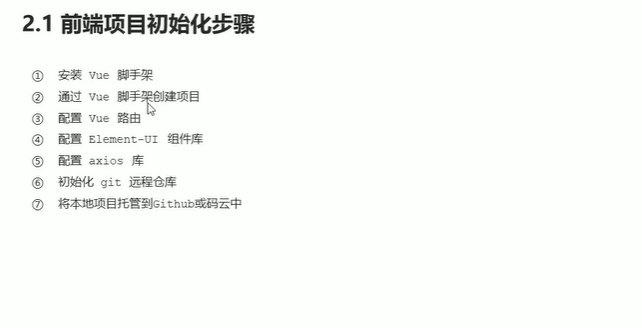 2.1 前端项目初始化步骤
① 安装 Vue 脚手架
② 通过 Vue 脚手架创建项目
③ 配置 Vue 路由
④ 配置 Element-UI 组件库
⑤ 配置 axios 库
⑥ 初始化 git 远程仓库
⑦ 将本地项目托管到Github或码云中